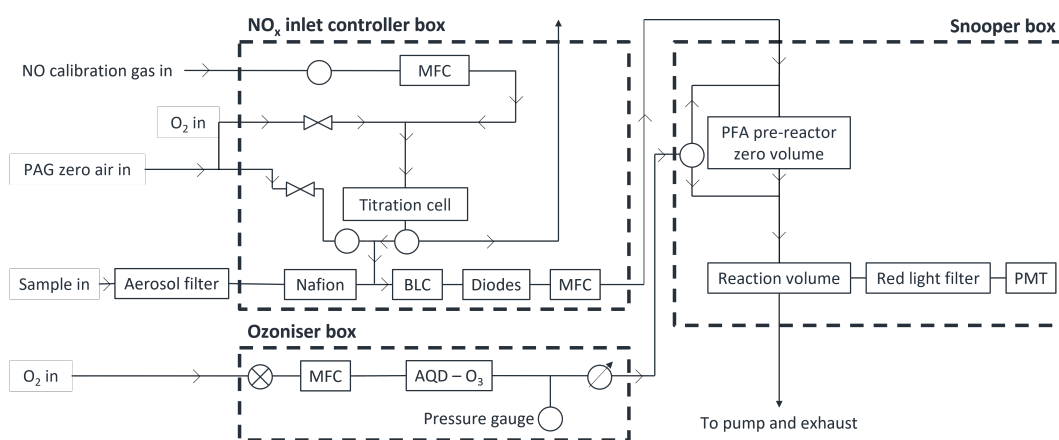 NOx inlet controller box
Snooper box
NO calibration gas in
MFC
O2 in
PFA pre-reactor
zero volume
PAG zero air in
Titration cell
Sample in
Aerosol filter
Nafion
BLC
Diodes
MFC
Reaction volume
Red light filter
PMT
Ozoniser box
O2 in
MFC
AQD – O3
Pressure gauge
To pump and exhaust